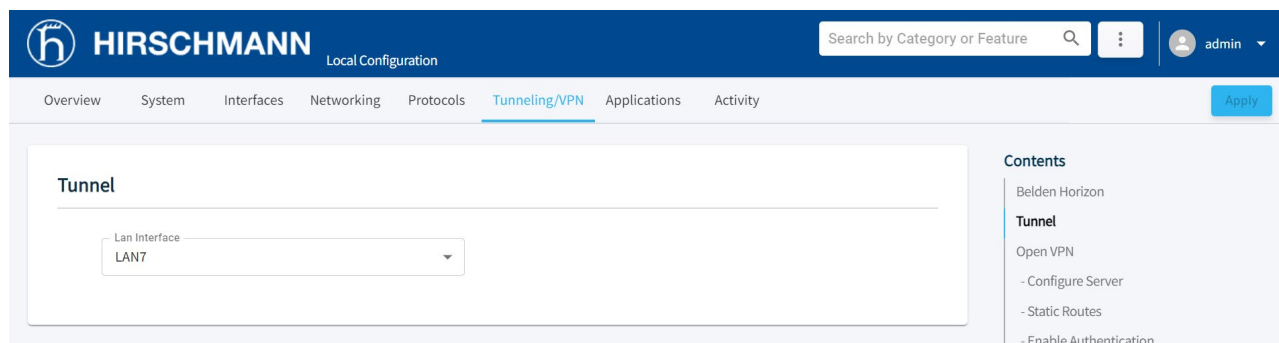 HIRSCHMANN
Local Configuration
Search by Category or Feature
admin
Overview System Interfaces Networking Protocols Tunneling/VPN Applications Activity
Apply
Tunnel
Lan Interface
LAN7
Contents
Belden Horizon
Tunnel
Open VPN
- Configure Server
- Static Routes
- Enable Authentication